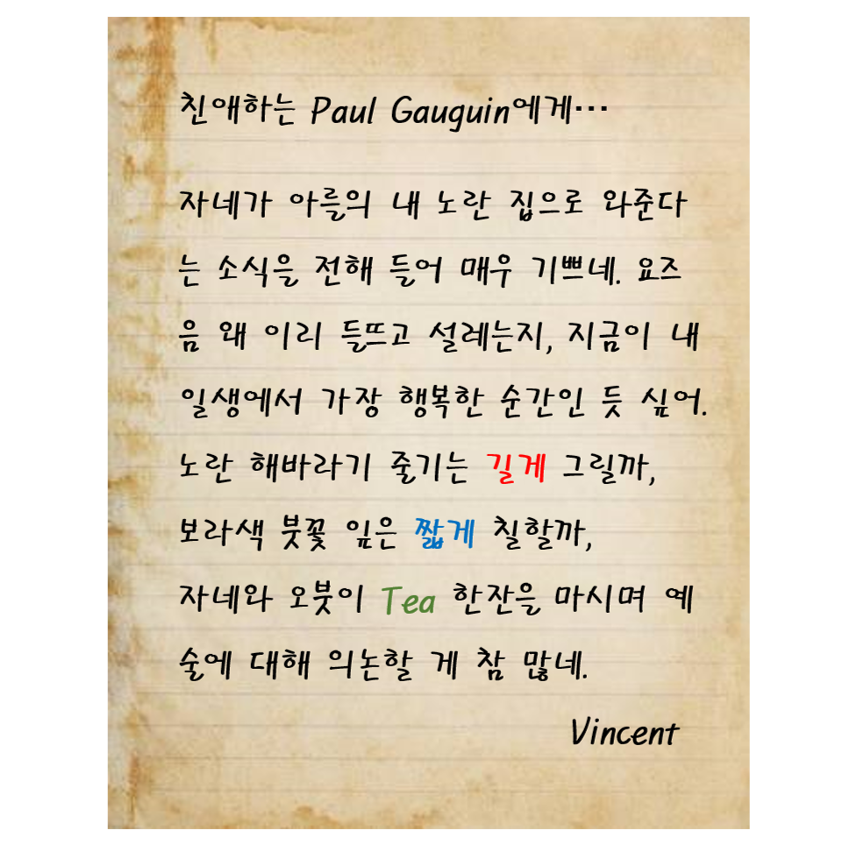 친애하는 Paul Gauguin에게…
자네가 아를의 내 노란 집으로 와준다
는 소식을 전해 들어 매우 기쁘네. 요즈
음 왜 이리 들뜨고 설레는지, 지금이 내
일생에서 가장 행복한 순간인 듯 싶어.
노란 해바라기 줄기는 길게 그릴까,
보라색 붓꽃 잎은 짧게 칠할까,
자네와 오붓이 Tea 한잔을 마시며 예
술에 대해 의논할 게 참 많네.
Vincent